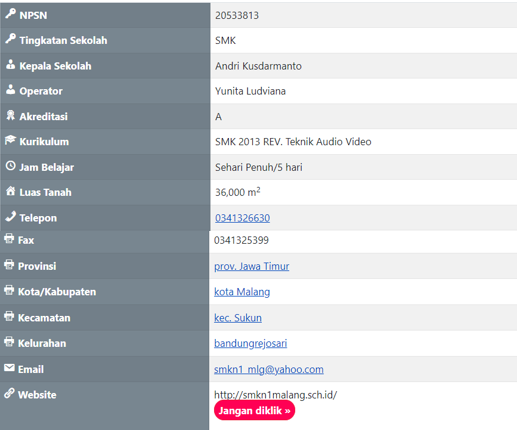 NPSN 20533813
Tingkatan Sekolah SMK
Kepala Sekolah Andri Kusdarmanto
Operator Yunita Ludviana
Akreditasi A
Kurikulum SMK 2013 REV. Teknik Audio Video
Jam Belajar Sehari Penuh/5 hari
Luas Tanah 36,000 m²
Telepon 0341326630
Fax 0341325399
Provinsi prov. Jawa Timur
Kota/Kabupaten kota Malang
Kecamatan kec. Sukun
Kelurahan bandungrejosari
Email smkn1_mlg@yahoo.com
Website http://smkn1malang.sch.id/
Jangan diklik »